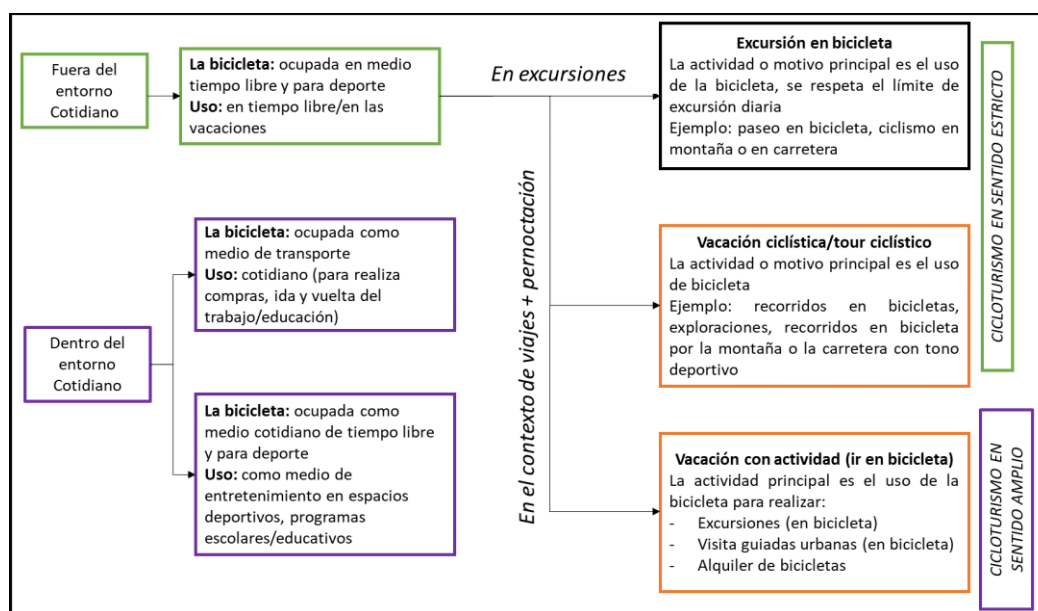 Fuera del
entorno
Cotidiano
La bicicleta: ocupada en medio
tiempo libre y para deporte
Uso: en tiempo libre/en las
vacaciones
En excursiones
Excursión en bicicleta
La actividad o motivo principal es el uso
de la bicicleta, se respeta el límite de
excursión diaria
Ejemplo: paseo en bicicleta, ciclismo en
montaña o en carretera
CICLOTURISMO EN SENTIDO ESTRICTO
Dentro del
entorno
Cotidiano
La bicicleta: ocupada como
medio de transporte
Uso: cotidiano (para realiza
compras, ida y vuelta del
trabajo/educación)
La bicicleta: ocupada como
medio cotidiano de tiempo libre
y para deporte
Uso: como medio de
entretenimiento en espacios
deportivos, programas
escolares/educativos
En el contexto de viajes + pernoctación
Vacación ciclística/tour ciclístico
La actividad o motivo principal es el uso
de bicicleta
Ejemplo: recorridos en bicicletas,
exploraciones, recorridos en bicicleta
por la montaña o la carretera con tono
deportivo
Vacación con actividad (ir en bicicleta)
La actividad principal es el uso de la
bicicleta para realizar:
- Excursiones (en bicicleta)
- Visita guiadas urbanas (en bicicleta)
- Alquiler de bicicletas
CICLOTURISMO EN
SENTIDO AMPLIO